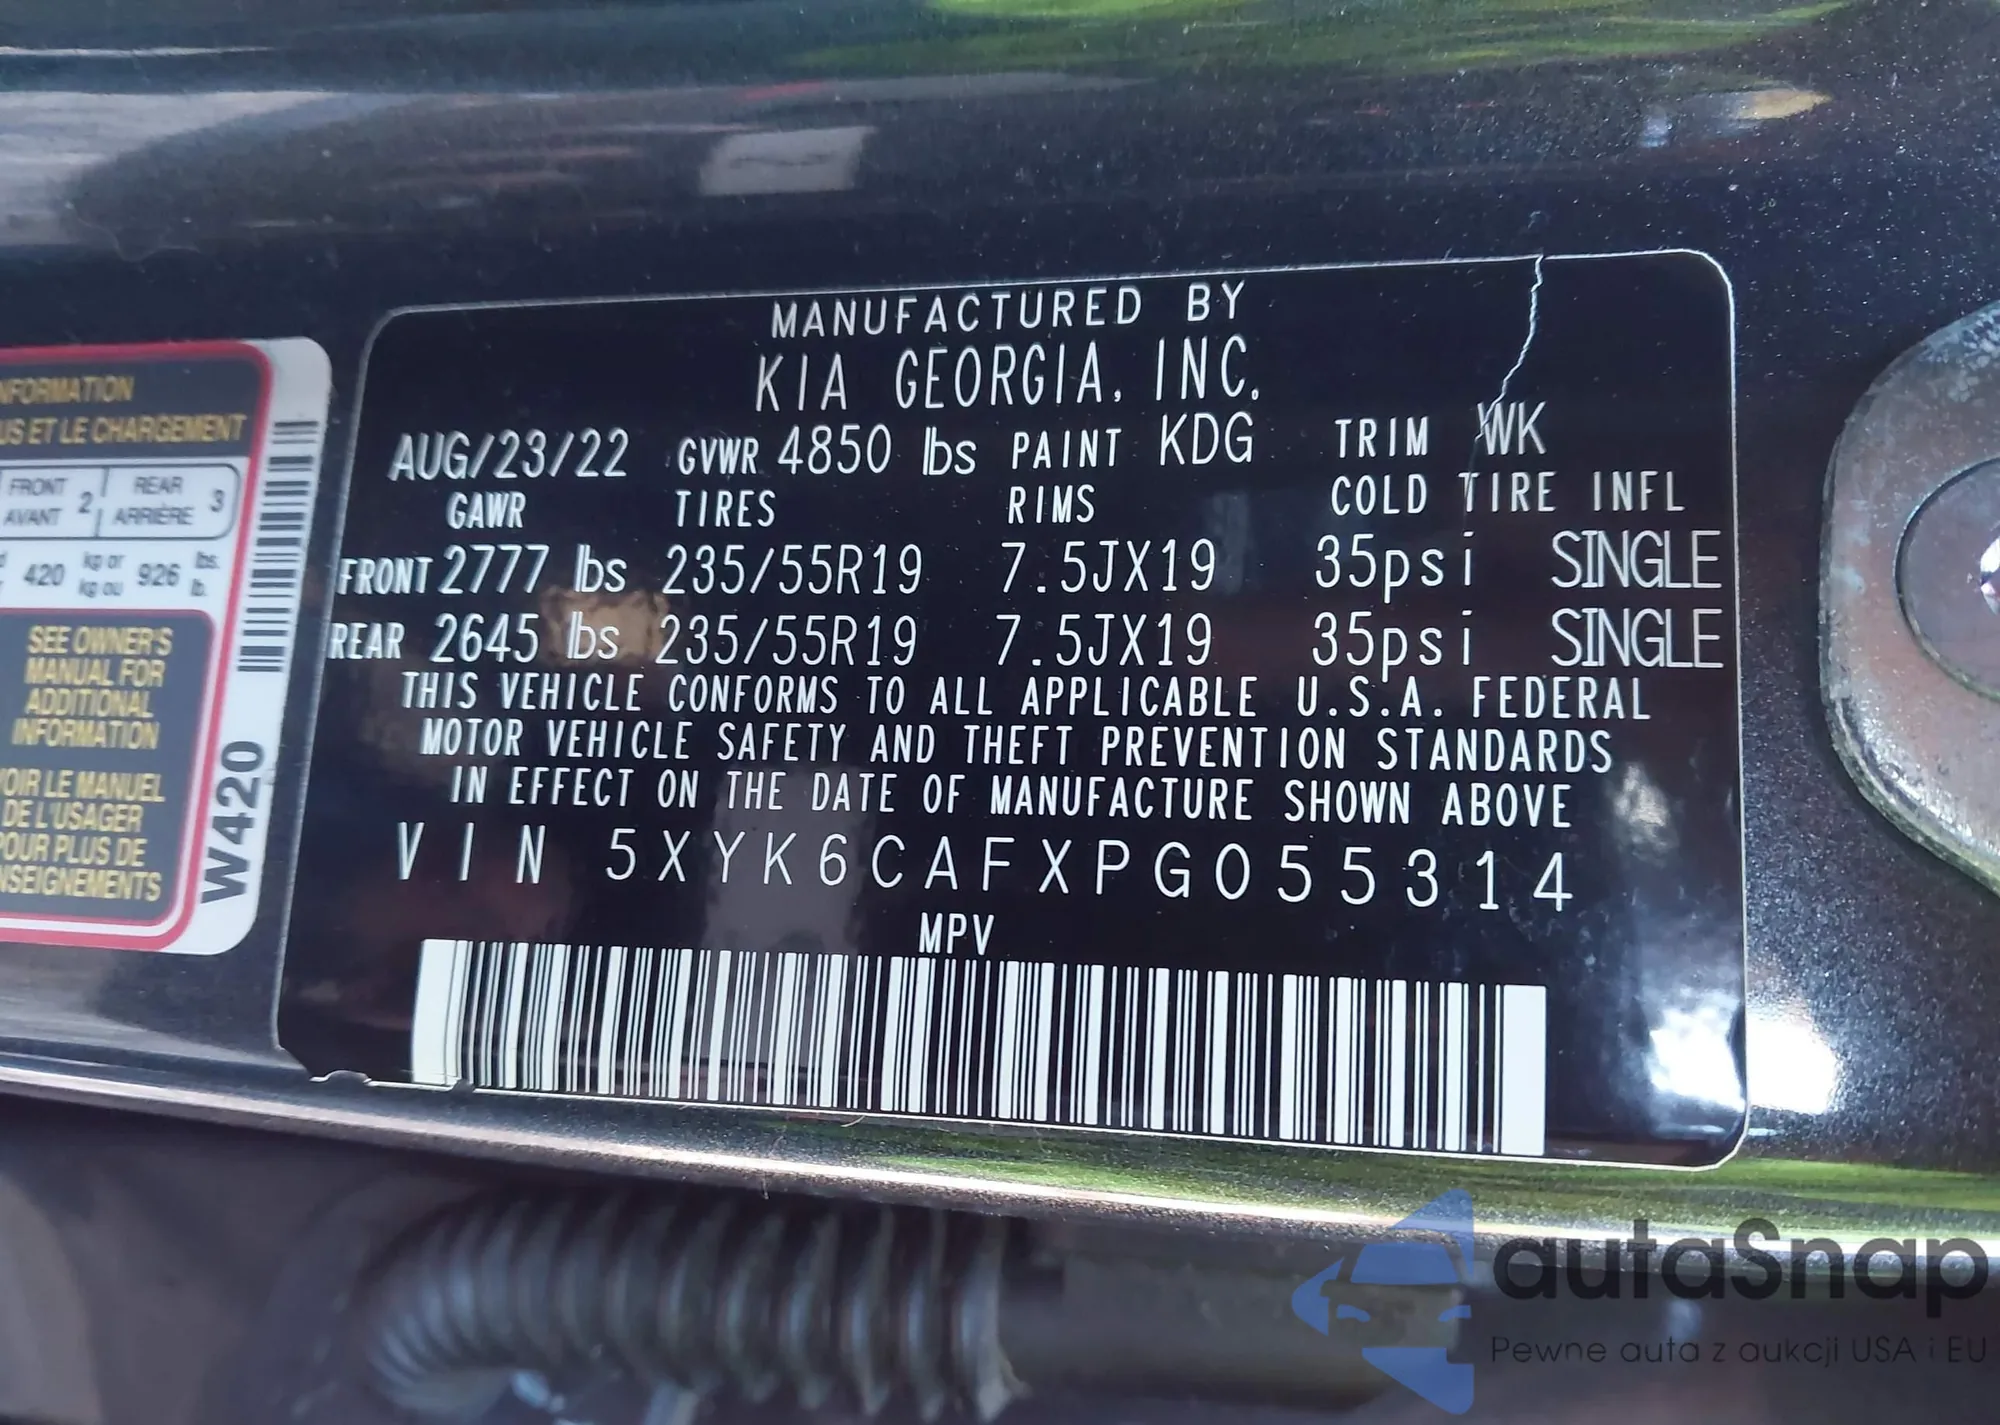 MANUFACTURED BY
KIA GEORGIA, INC.
AUG/23/22 GVWR 4850 lbs PAINT KDG TRIM WK
GAWR TIRES RIMS COLD TIRE INFL
FRONT 2777 lbs 235/55R19 7.5JX19 35psi SINGLE
REAR 2645 lbs 235/55R19 7.5JX19 35psi SINGLE
THIS VEHICLE CONFORMS TO ALL APPLICABLE U.S.A. FEDERAL
MOTOR VEHICLE SAFETY AND THEFT PREVENTION STANDARDS
IN EFFECT ON THE DATE OF MANUFACTURE SHOWN ABOVE
VIN 5XYK6CAFXPG055314
MPV
ET LE CHARGEMENT
FRONT 2 REAR 3
AVANT ARRIÈRE
420 kg or 926 lbs.
kg ou lb.
SEE OWNER'S
MANUAL FOR
ADDITIONAL
INFORMATION
LE MANUEL
DE L'USAGER
POUR PLUS DE
W420
autaSnap
Pewne auta z aukcji USA i EU